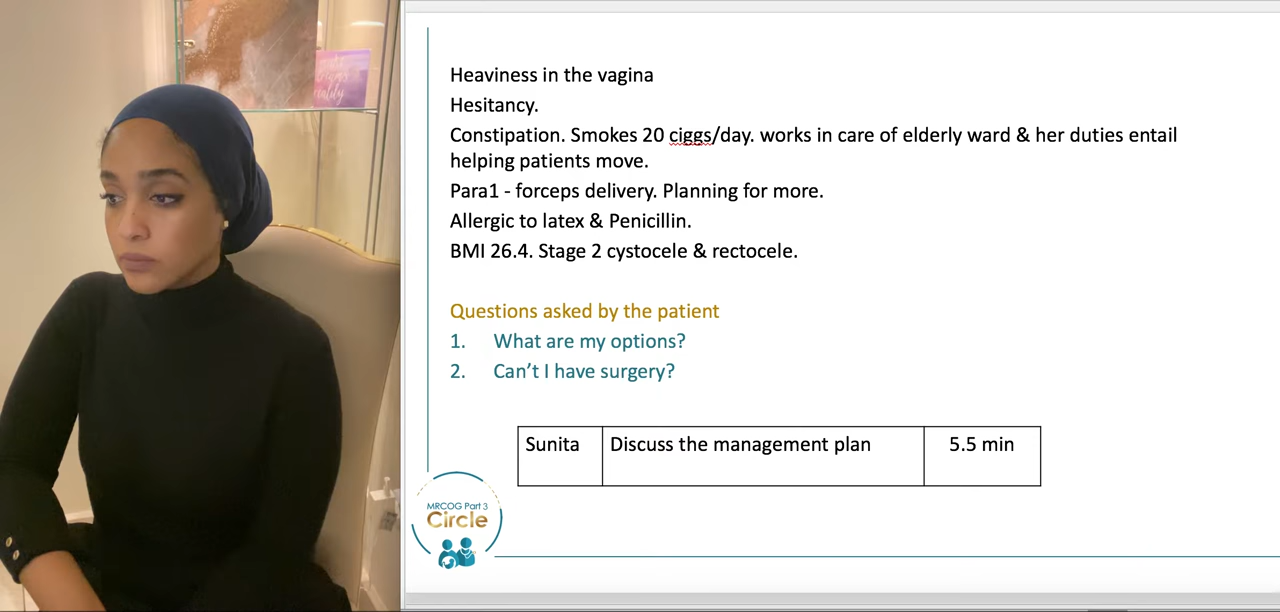 Heaviness in the vagina
Hesitancy.
Constipation. Smokes 20 ciggs/day. works in care of elderly ward & her duties entail
helping patients move.
Para1 - forceps delivery. Planning for more.
Allergic to latex & Penicillin.
BMI 26.4. Stage 2 cystocele & rectocele.
Questions asked by the patient
1. What are my options?
2. Can't I have surgery?
Sunita Discuss the management plan 5.5 min
MRCOG Part 3
Circle